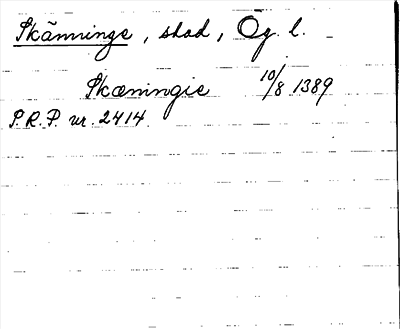 Skänninge, stad, Ög. l.
Skæningie 10/8 1389
S.R.P. nr. 2414.